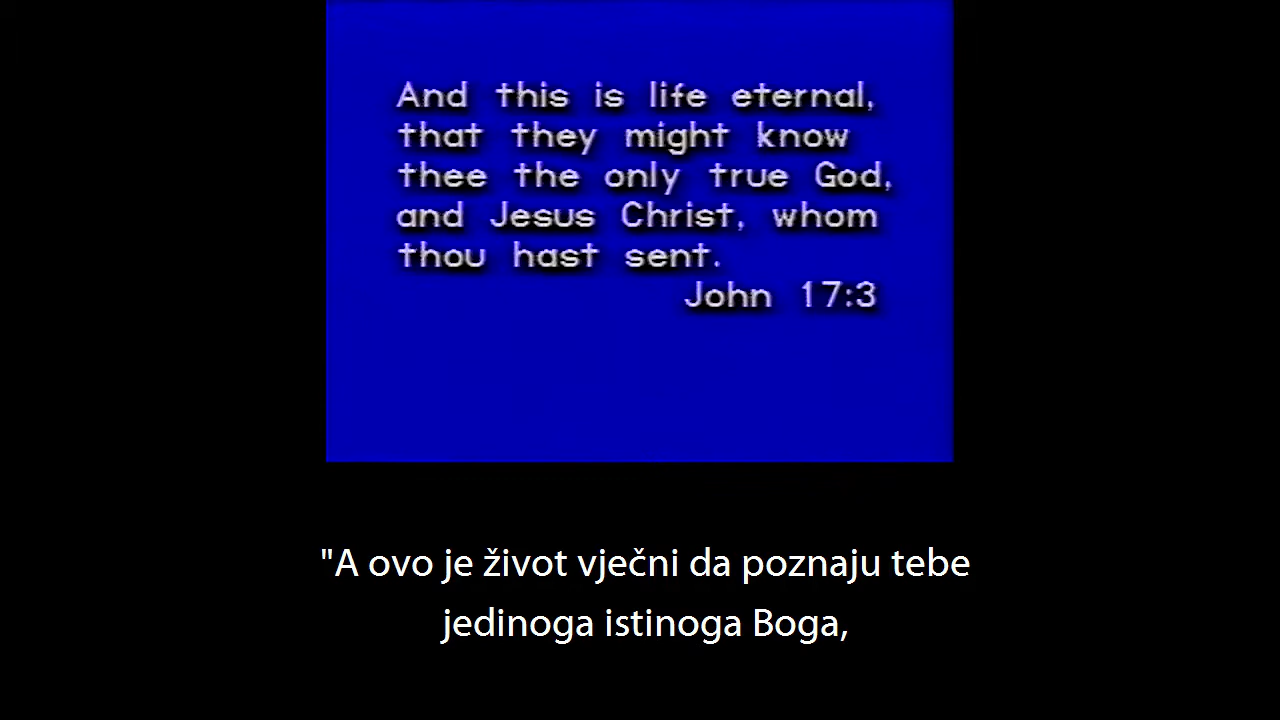 And this is life eternal,
that they might know
thee the only true God,
and Jesus Christ, whom
thou hast sent.
John 17:3
"A ovo je život vječni da poznaju tebe
jedinoga istinoga Boga,